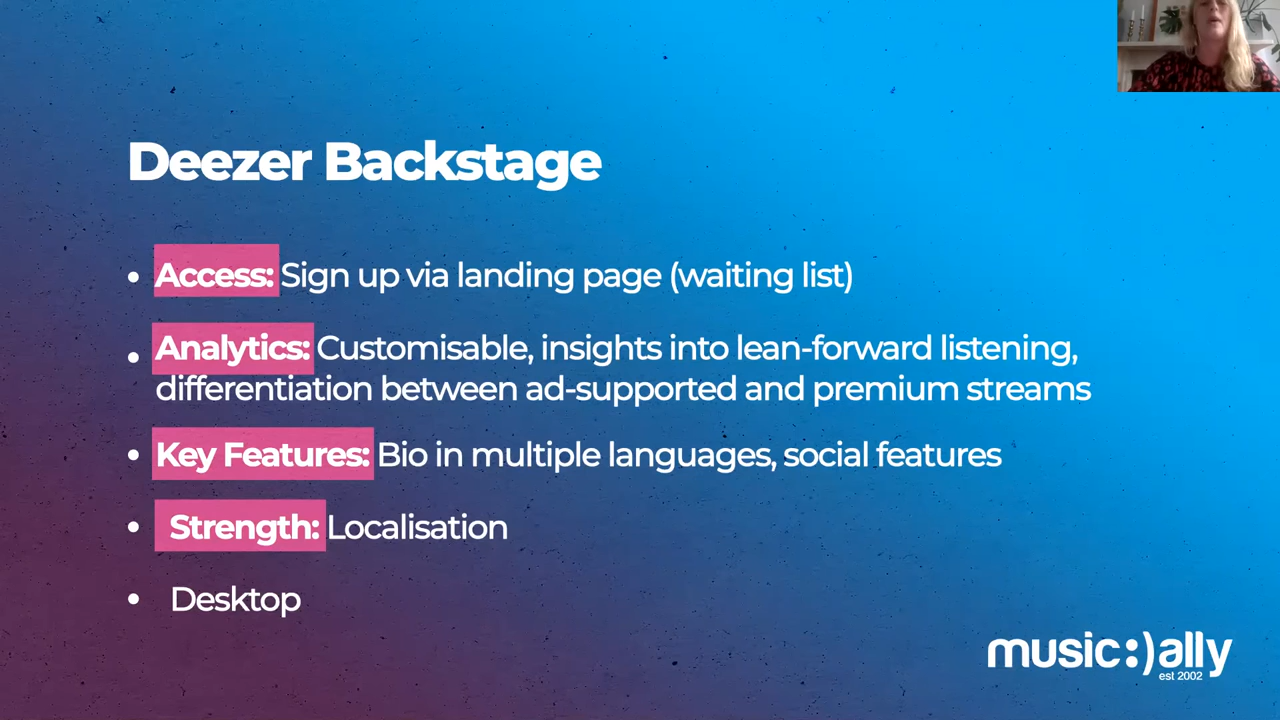 Deezer Backstage
• Access: Sign up via landing page (waiting list)
• Analytics: Customisable, insights into lean-forward listening,
differentiation between ad-supported and premium streams
• Key Features: Bio in multiple languages, social features
• Strength: Localisation
• Desktop
music:)ally
est 2002